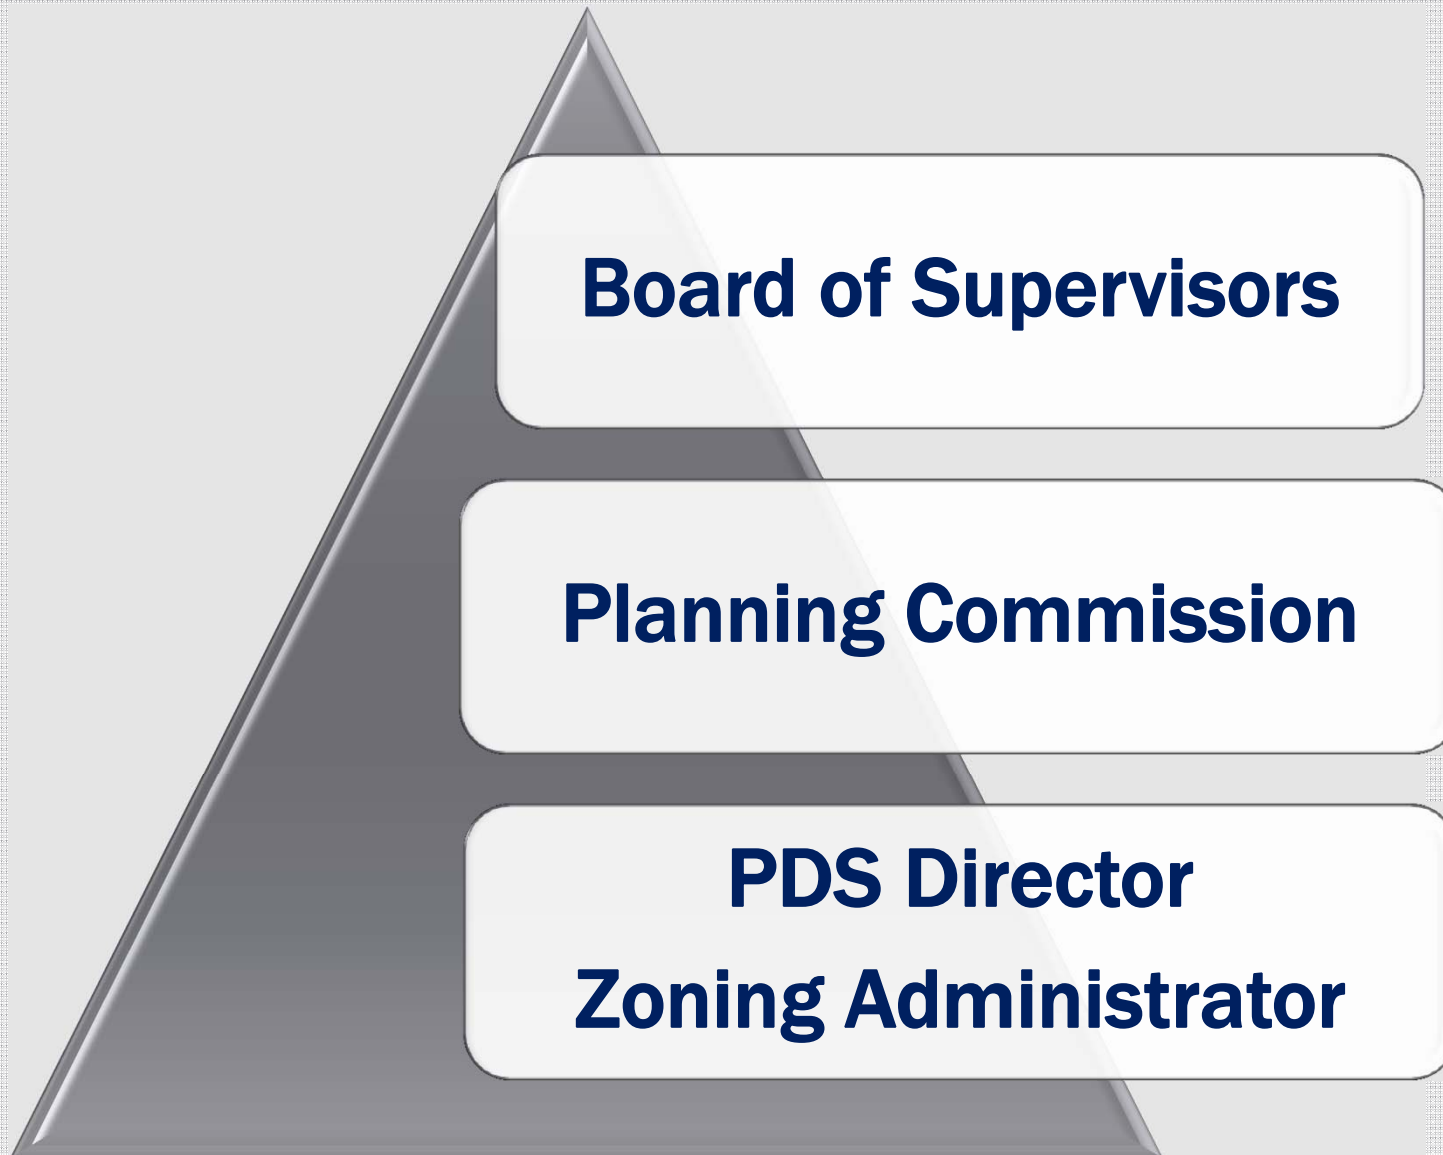 Board of Supervisors
Planning Commission
PDS Director
Zoning Administrator